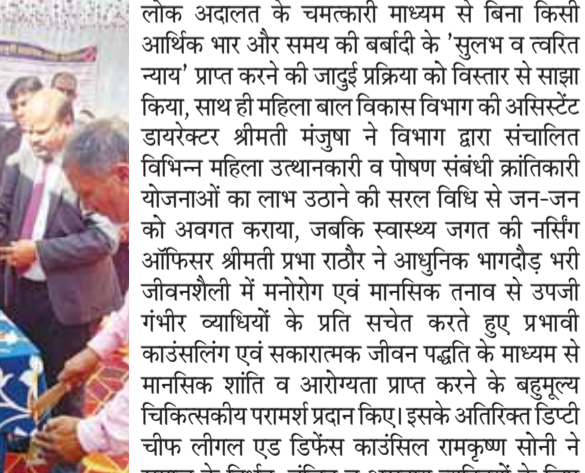 लोक अदालत के चमत्कारी माध्यम से बिना किसी
आर्थिक भार और समय की बर्बादी के 'सुलभ व त्वरित
न्याय' प्राप्त करने की जादुई प्रक्रिया को विस्तार से साझा
किया, साथ ही महिला बाल विकास विभाग की असिस्टेंट
डायरेक्टर श्रीमती मंजुषा ने विभाग द्वारा संचालित
विभिन्न महिला उत्थानकारी व पोषण संबंधी क्रांतिकारी
योजनाओं का लाभ उठाने की सरल विधि से जन-जन
को अवगत कराया, जबकि स्वास्थ्य जगत की नर्सिंग
ऑफिसर श्रीमती प्रभा राठौर ने आधुनिक भागदौड़ भरी
जीवनशैली में मनोरोग एवं मानसिक तनाव से उपजी
गंभीर व्याधियों के प्रति सचेत करते हुए प्रभावी
काउंसलिंग एवं सकारात्मक जीवन पद्धति के माध्यम से
मानसिक शांति व आरोग्यता प्राप्त करने के बहुमूल्य
चिकित्सकीय परामर्श प्रदान किए। इसके अतिरिक्त डिप्टी
चीफ लीगल एड डिफेंस काउंसिल रामकृष्ण सोनी ने